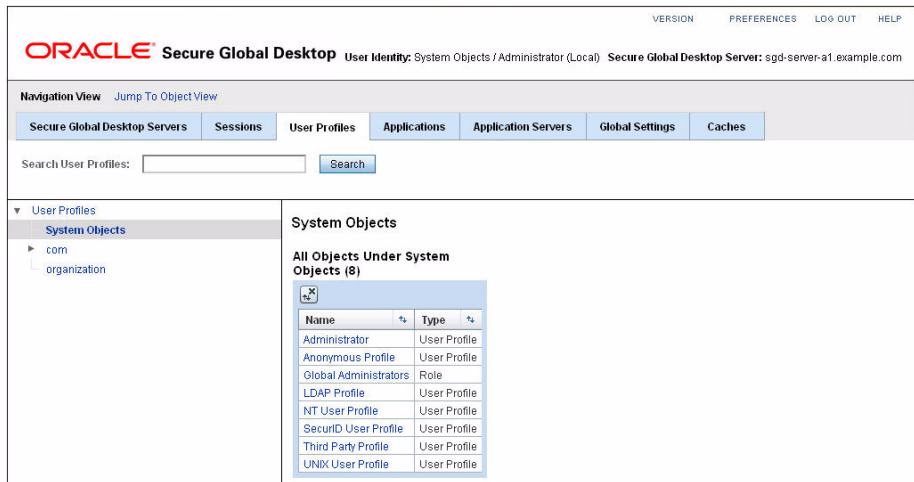 VERSION PREFERENCES LOG OUT HELP
ORACLE Secure Global Desktop User Identity: System Objects / Administrator (Local) Secure Global Desktop Server: sgd-server-a1.example.com
Navigation View Jump To Object View
Secure Global Desktop Servers Sessions User Profiles Applications Application Servers Global Settings Caches
Search User Profiles: Search
User Profiles
System Objects
com
organization
System Objects
All Objects Under System
Objects (8)
Name Type
Administrator User Profile
Anonymous Profile User Profile
Global Administrators Role
LDAP Profile User Profile
NT User Profile User Profile
SecurID User Profile User Profile
Third Party Profile User Profile
UNIX User Profile User Profile